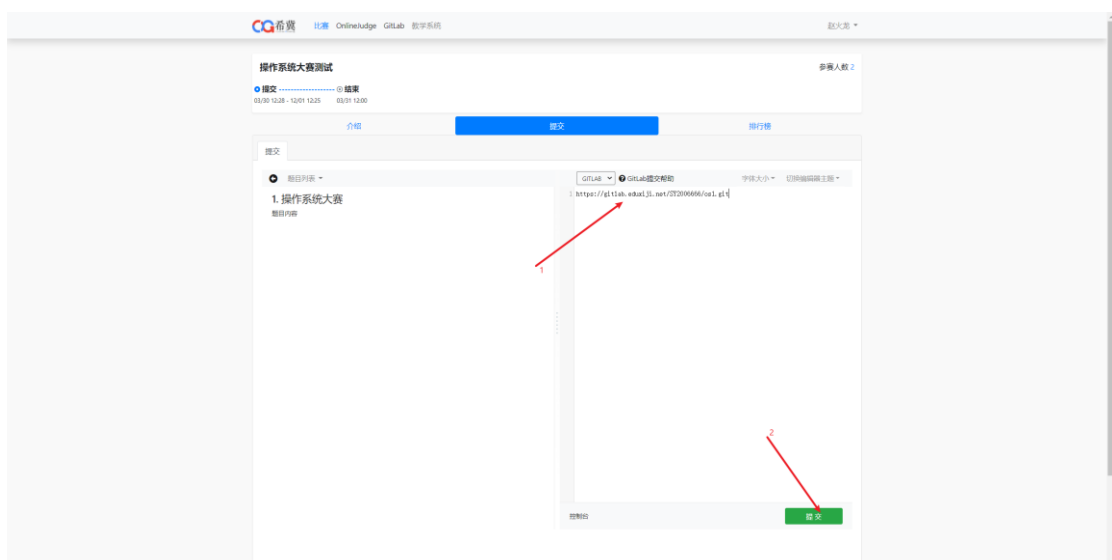 CG希冀 比赛 OnlineJudge GitLab 教学系统 赵火龙
操作系统大赛测试 参赛人数 2
提交 结束
03/30 12:28 - 12/01 12:25 03/31 12:00
介绍 提交 排行榜
提交
题目列表 GITLAB GitLab提交帮助 字体大小 切换编辑器主题
1. 操作系统大赛
题目内容
1 https://gitlab.eduxiji.net/ZY2006666/os1.git
1
2
控制台 提 交